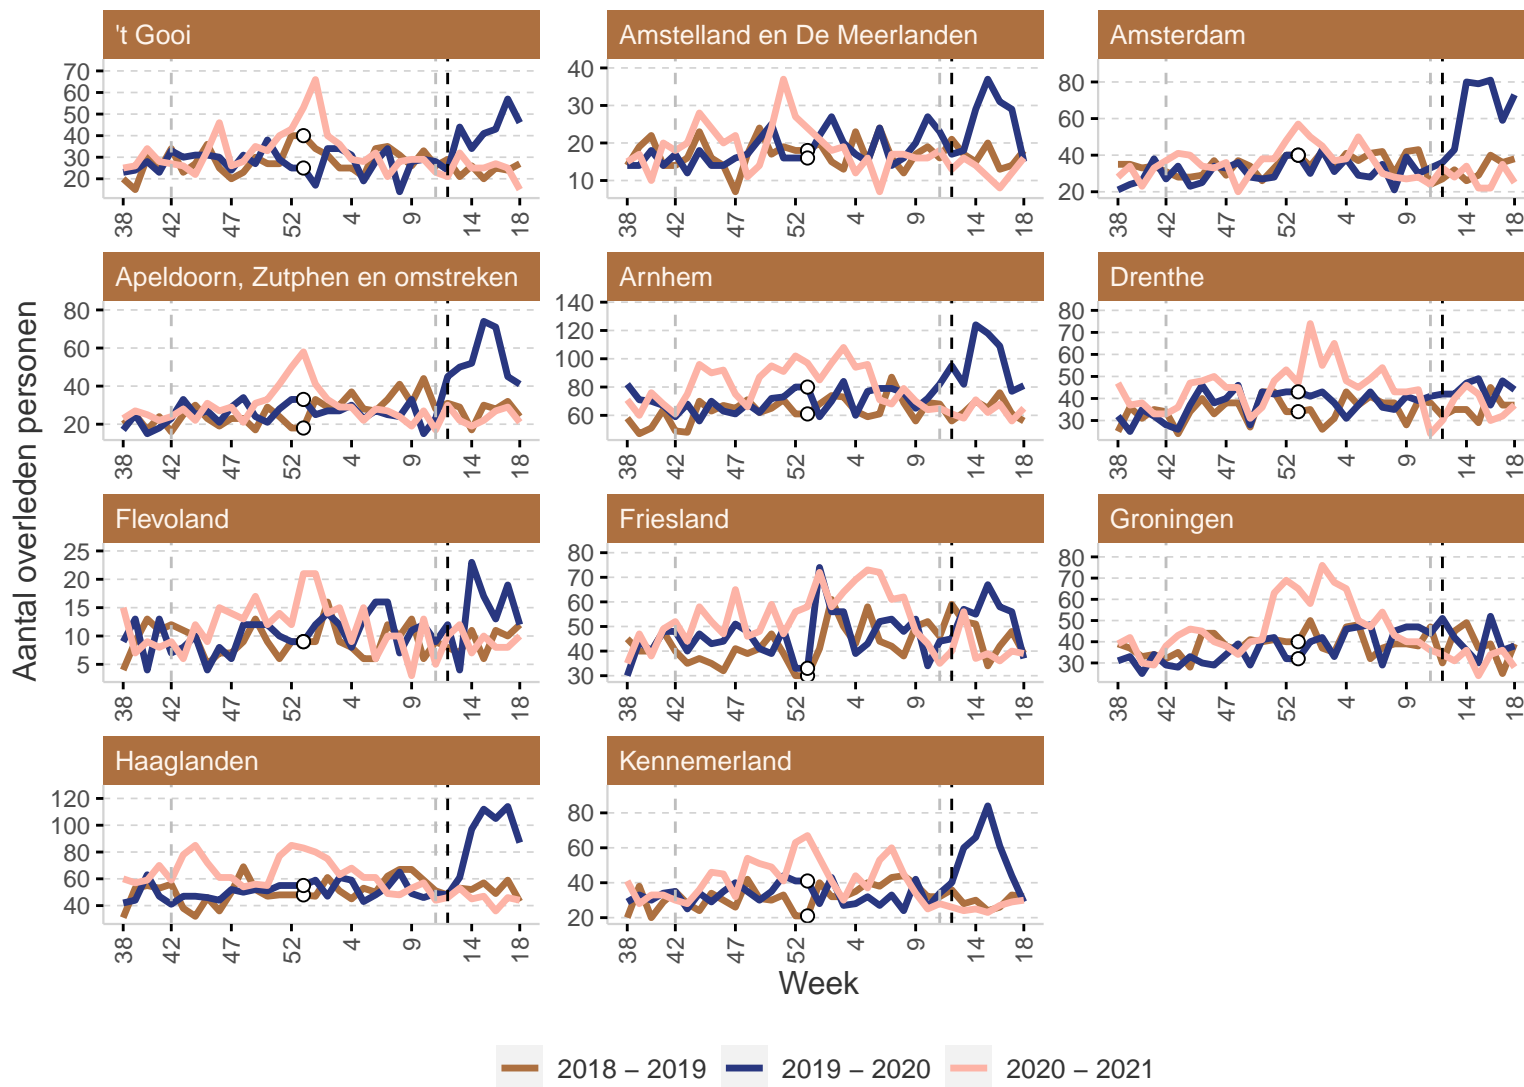 't Gooi
Amstelland en De Meerlanden
Amsterdam
70
60
50
40
30
20
40
30
20
10
80
60
40
20
38 42 47 52 4 9 14 18
38 42 47 52 4 9 14 18
38 42 47 52 4 9 14 18
Apeldoorn, Zutphen en omstreken
Arnhem
Drenthe
80
60
40
20
140
120
100
80
60
80
70
60
50
40
30
38 42 47 52 4 9 14 18
38 42 47 52 4 9 14 18
38 42 47 52 4 9 14 18
Aantal overleden personen
Flevoland
Friesland
Groningen
25
20
15
10
5
80
70
60
50
40
30
80
70
60
50
40
30
38 42 47 52 4 9 14 18
38 42 47 52 4 9 14 18
38 42 47 52 4 9 14 18
Haaglanden
Kennemerland
120
100
80
60
40
80
60
40
20
38 42 47 52 4 9 14 18
38 42 47 52 4 9 14 18
Week
2018 – 2019
2019 – 2020
2020 – 2021